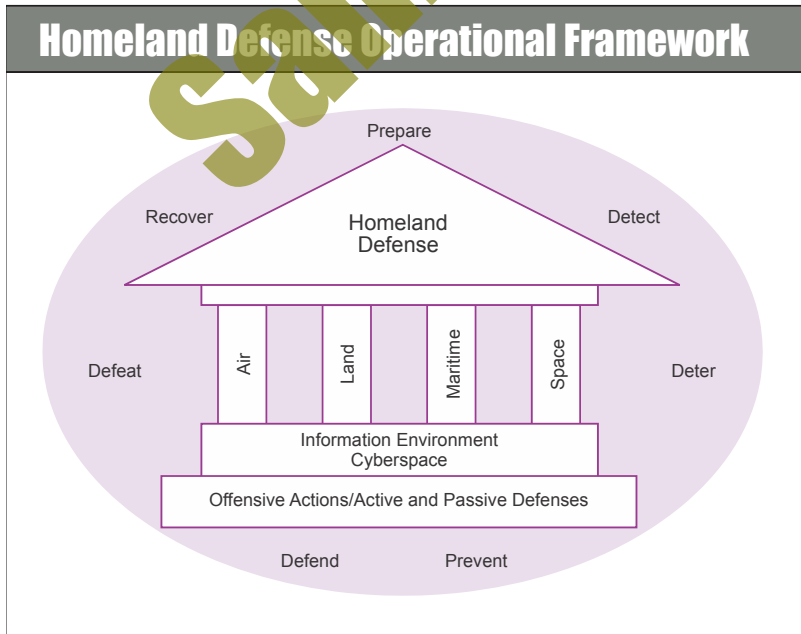 Homeland Defense Operational Framework
Prepare
Recover
Homeland
Defense
Detect
Defeat
Air
Land
Maritime
Space
Deter
Information Environment
Cyberspace
Offensive Actions/Active and Passive Defenses
Defend
Prevent